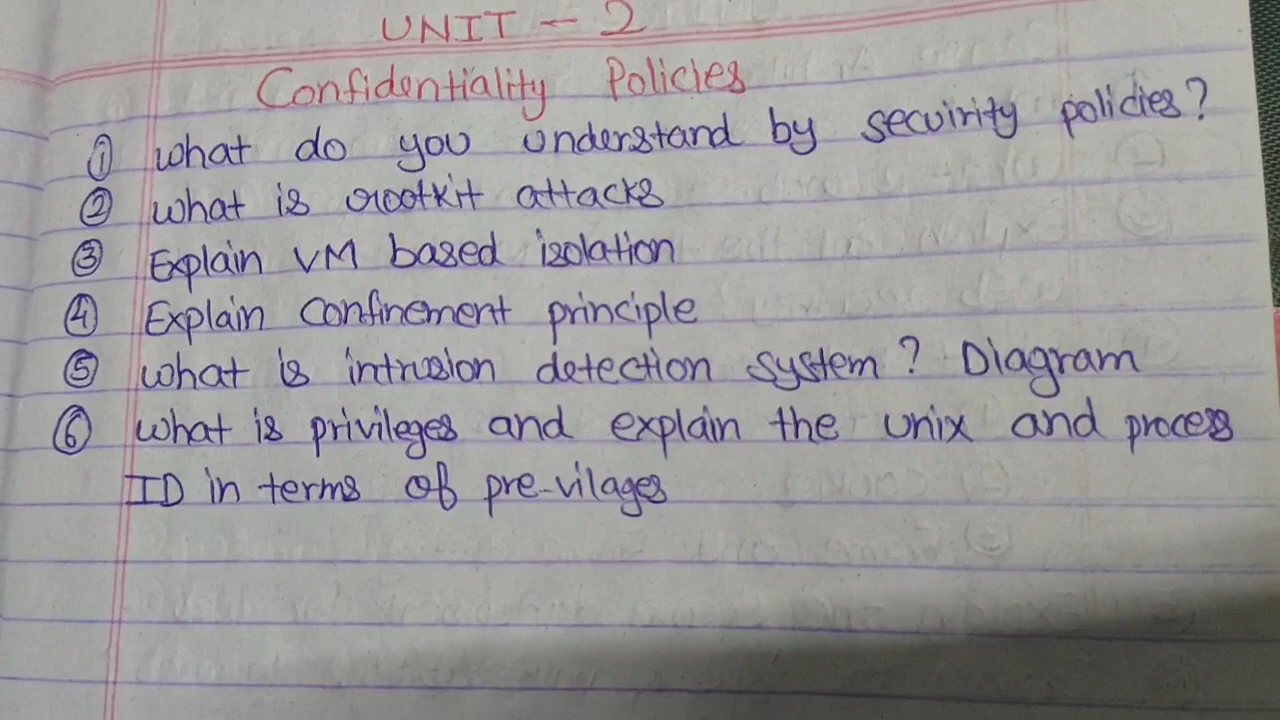 UNIT - 2
Confidentiality Policies
① what do you understand by secuirity policies?
② what is rootkit attacks
③ Explain VM based isolation
④ Explain Confinement principle
⑤ what is intrusion detection system? Diagram
⑥ what is privileges and explain the unix and process
ID in terms of pre-vilages